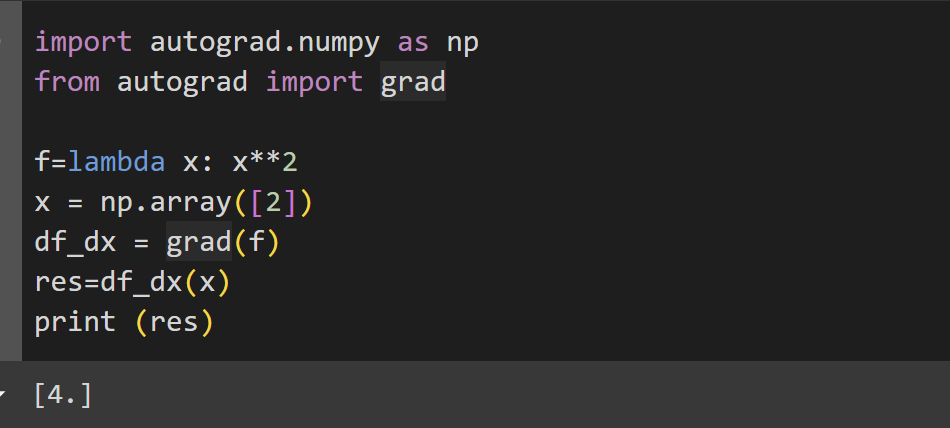 import autograd.numpy as np
from autograd import grad
f=lambda x: x**2
x = np.array([2])
df_dx = grad(f)
res=df_dx(x)
print (res)
[4.]